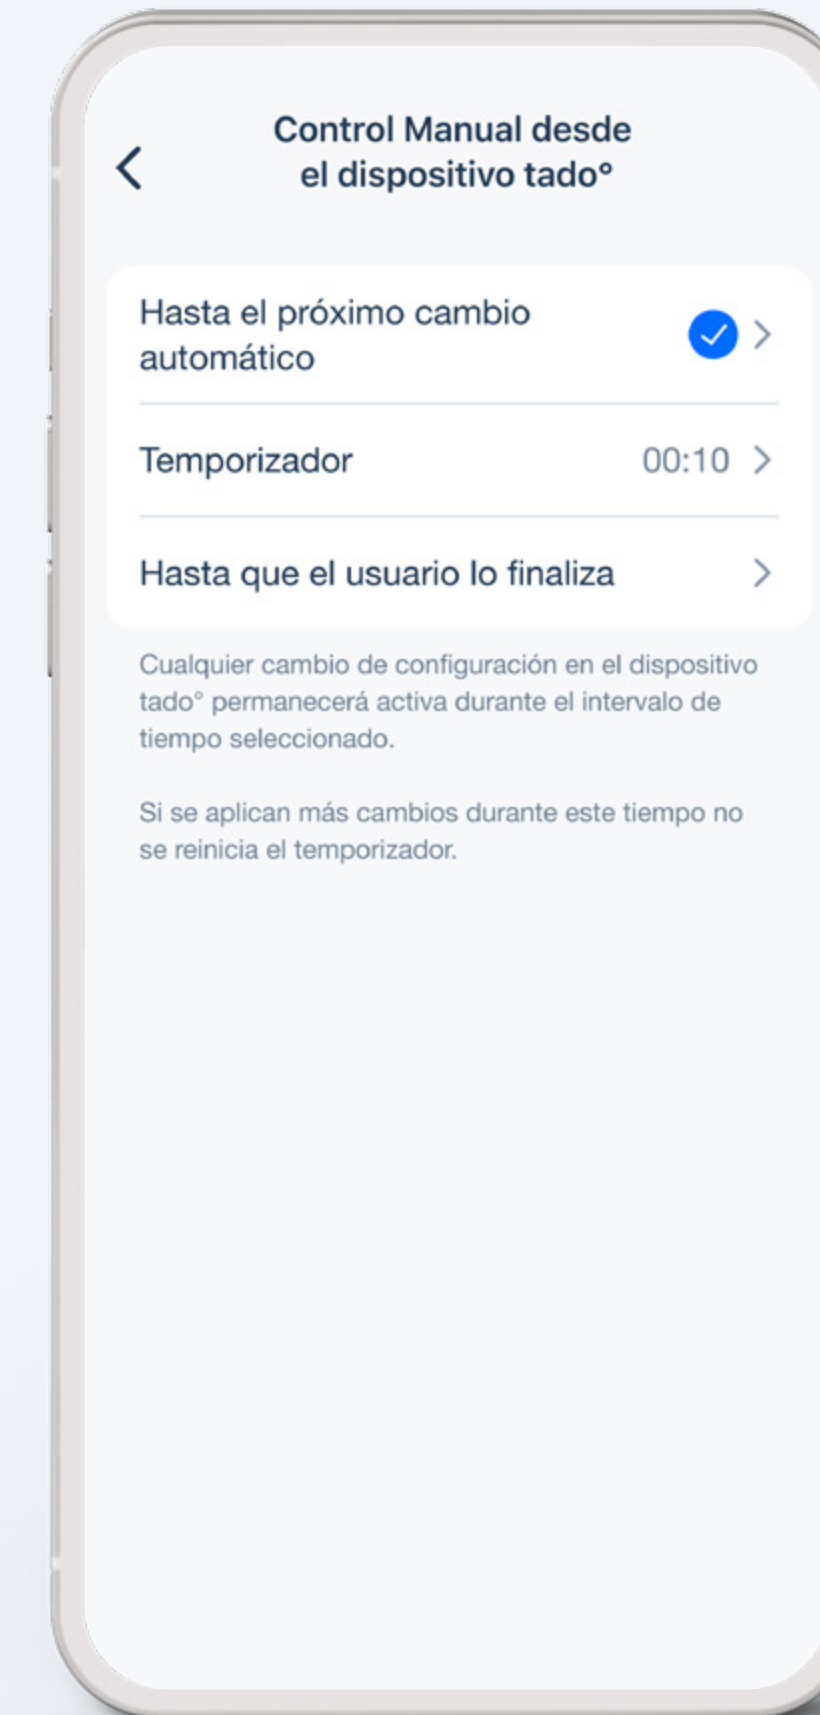 Control Manual desde
el dispositivo tado°
Hasta el próximo cambio
automático
Temporizador 00:10
Hasta que el usuario lo finaliza
Cualquier cambio de configuración en el dispositivo
tado° permanecerá activa durante el intervalo de
tiempo seleccionado.
Si se aplican más cambios durante este tiempo no
se reinicia el temporizador.